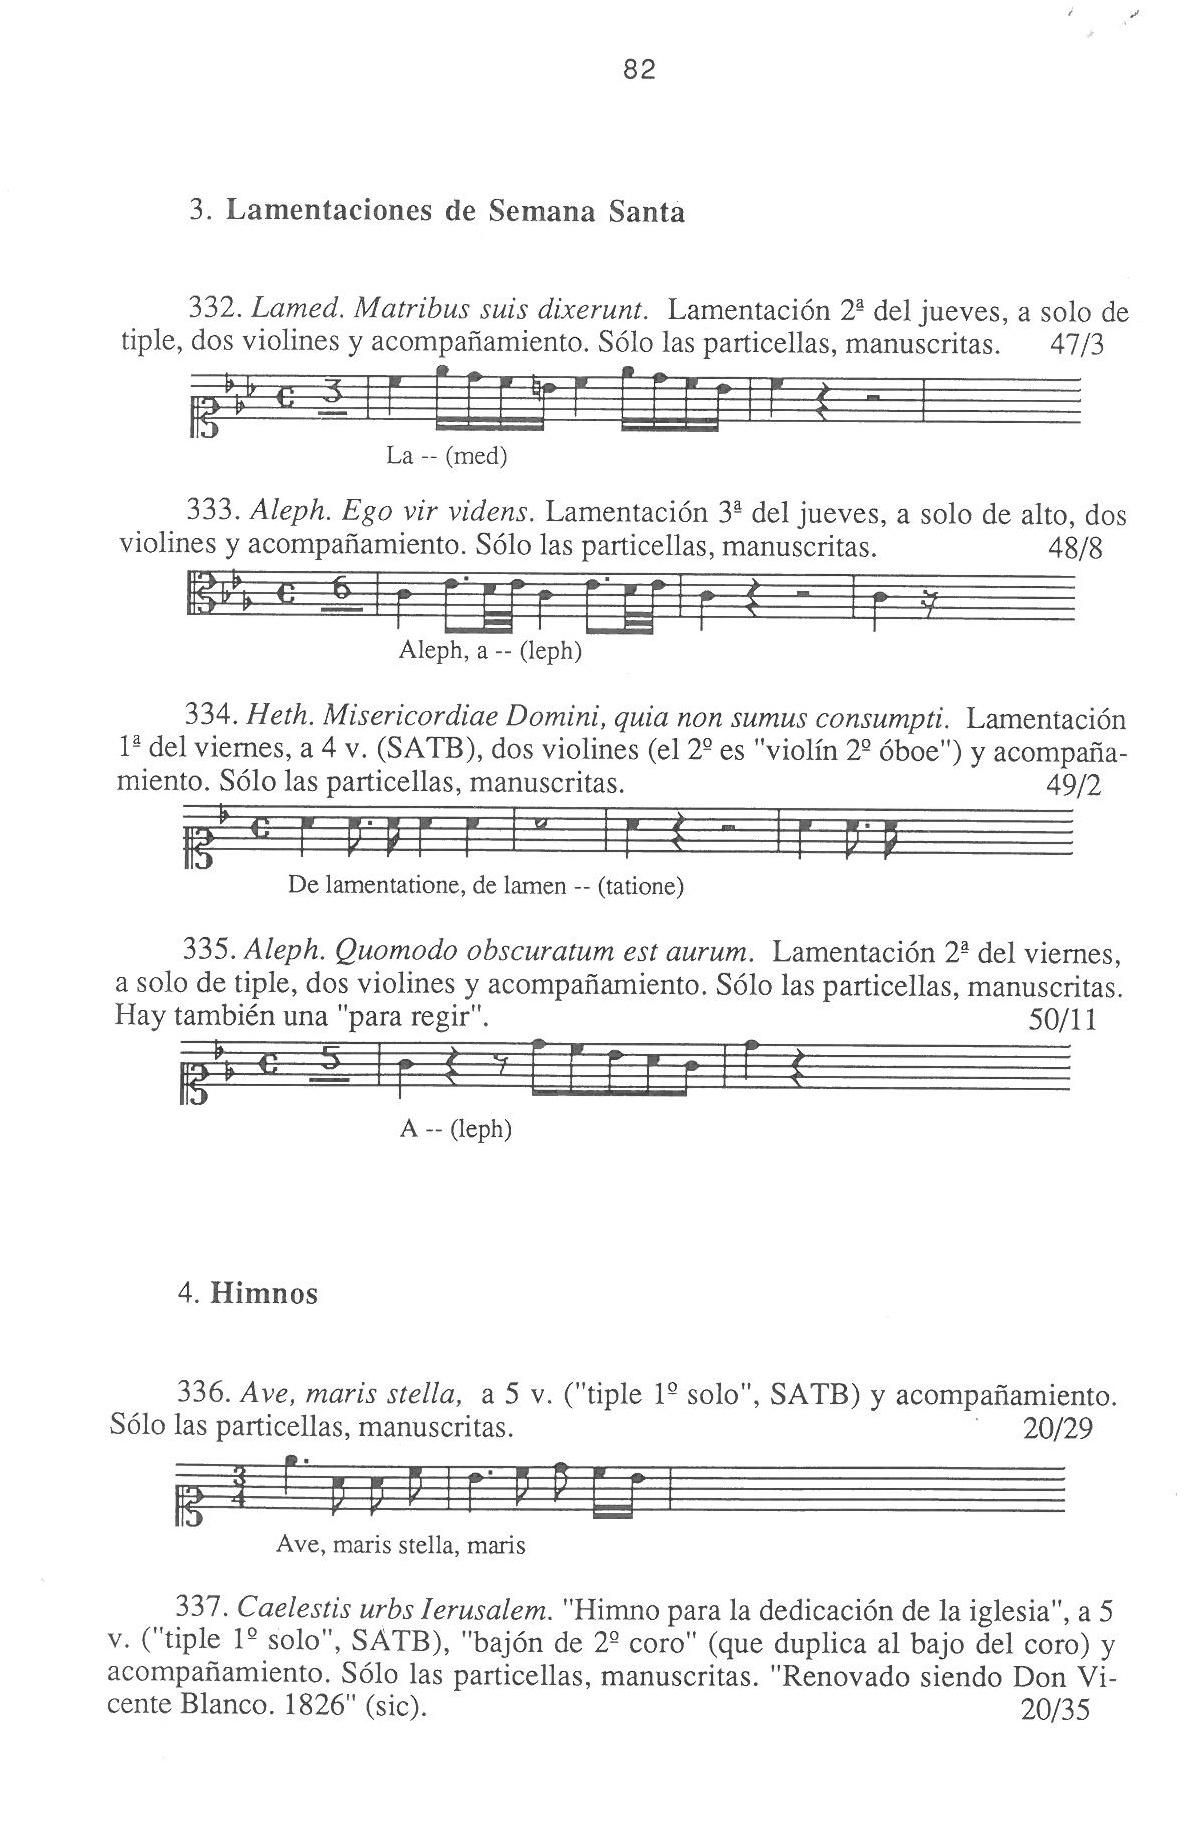 82
3. Lamentaciones de Semana Santa
332. Lamed. Matribus suis dixerunt. Lamentación 2ª del jueves, a solo de
tiple, dos violines y acompañamiento. Sólo las particellas, manuscritas. 47/3
3
La -- (med)
333. Aleph. Ego vir videns. Lamentación 3ª del jueves, a solo de alto, dos
violines y acompañamiento. Sólo las particellas, manuscritas. 48/8
6
Aleph, a -- (leph)
334. Heth. Misericordiae Domini, quia non sumus consumpti. Lamentación
1ª del viernes, a 4 v. (SATB), dos violines (el 2º es "violín 2º óboe") y acompaña-
miento. Sólo las particellas, manuscritas. 49/2
De lamentatione, de lamen -- (tatione)
335. Aleph. Quomodo obscuratum est aurum. Lamentación 2ª del viernes,
a solo de tiple, dos violines y acompañamiento. Sólo las particellas, manuscritas.
Hay también una "para regir". 50/11
5
A -- (leph)
4. Himnos
336. Ave, maris stella, a 5 v. ("tiple 1º solo", SATB) y acompañamiento.
Sólo las particellas, manuscritas. 20/29
3
4
Ave, maris stella, maris
337. Caelestis urbs Ierusalem. "Himno para la dedicación de la iglesia", a 5
v. ("tiple 1º solo", SATB), "bajón de 2º coro" (que duplica al bajo del coro) y
acompañamiento. Sólo las particellas, manuscritas. "Renovado siendo Don Vi-
cente Blanco. 1826" (sic). 20/35